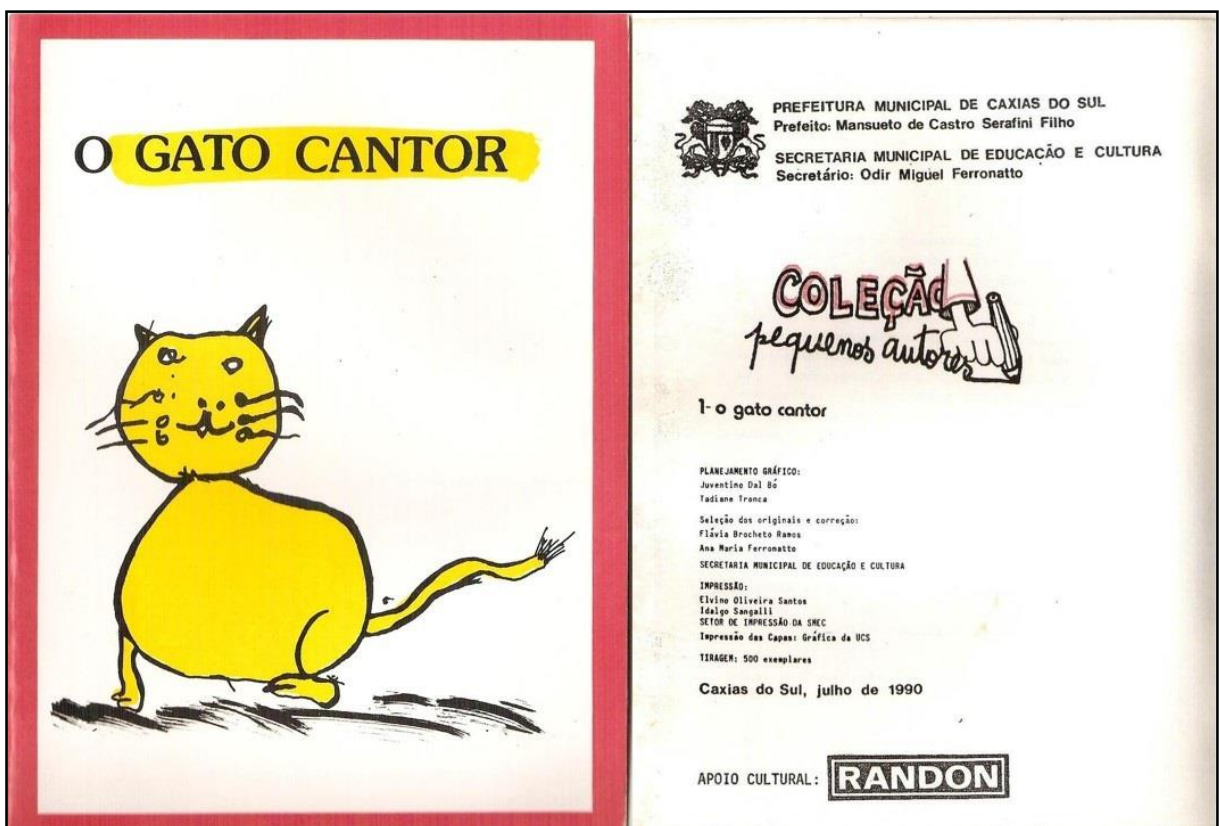 O GATO CANTOR
PREFEITURA MUNICIPAL DE CAXIAS DO SUL
Prefeito: Mansueto de Castro Serafini Filho
SECRETARIA MUNICIPAL DE EDUCAÇÃO E CULTURA
Secretário: Odir Miguel Ferronatto
COLEÇÃO
pequenos autores
1- o gato cantor
PLANEJAMENTO GRÁFICO:
Juventino Dal Bó
Tadiane Tronca
Seleção dos originais e correção:
Flávia Brocheto Ramos
Ana Maria Ferronatto
SECRETARIA MUNICIPAL DE EDUCAÇÃO E CULTURA
IMPRESSÃO:
Elvino Oliveira Santos
Idalgo Sangalli
SETOR DE IMPRESSÃO DA SMEC
Impressão das Capas: Gráfica da UCS
TIRAGEM: 500 exemplares
Caxias do Sul, julho de 1990
APOIO CULTURAL: RANDON